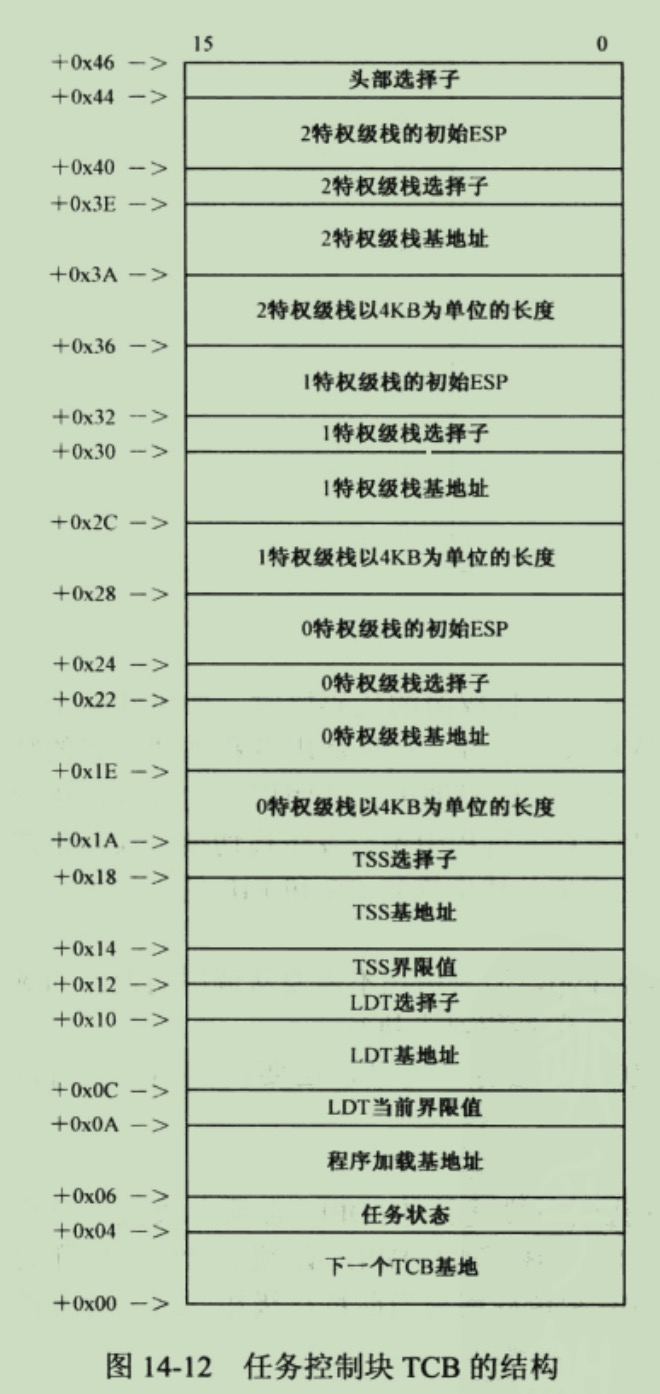 15 0
+0x46 —>
头部选择子
+0x44 —>
2特权级栈的初始ESP
+0x40 —>
2特权级栈选择子
+0x3E —>
2特权级栈基地址
+0x3A —>
2特权级栈以4KB为单位的长度
+0x36 —>
1特权级栈的初始ESP
+0x32 —>
1特权级栈选择子
+0x30 —>
1特权级栈基地址
+0x2C —>
1特权级栈以4KB为单位的长度
+0x28 —>
0特权级栈的初始ESP
+0x24 —>
0特权级栈选择子
+0x22 —>
0特权级栈基地址
+0x1E —>
0特权级栈以4KB为单位的长度
+0x1A —>
TSS选择子
+0x18 —>
TSS基地址
+0x14 —>
TSS界限值
+0x12 —>
LDT选择子
+0x10 —>
LDT基地址
+0x0C —>
LDT当前界限值
+0x0A —>
程序加载基地址
+0x06 —>
任务状态
+0x04 —>
下一个TCB基地
+0x00 —>
图 14-12 任务控制块 TCB 的结构